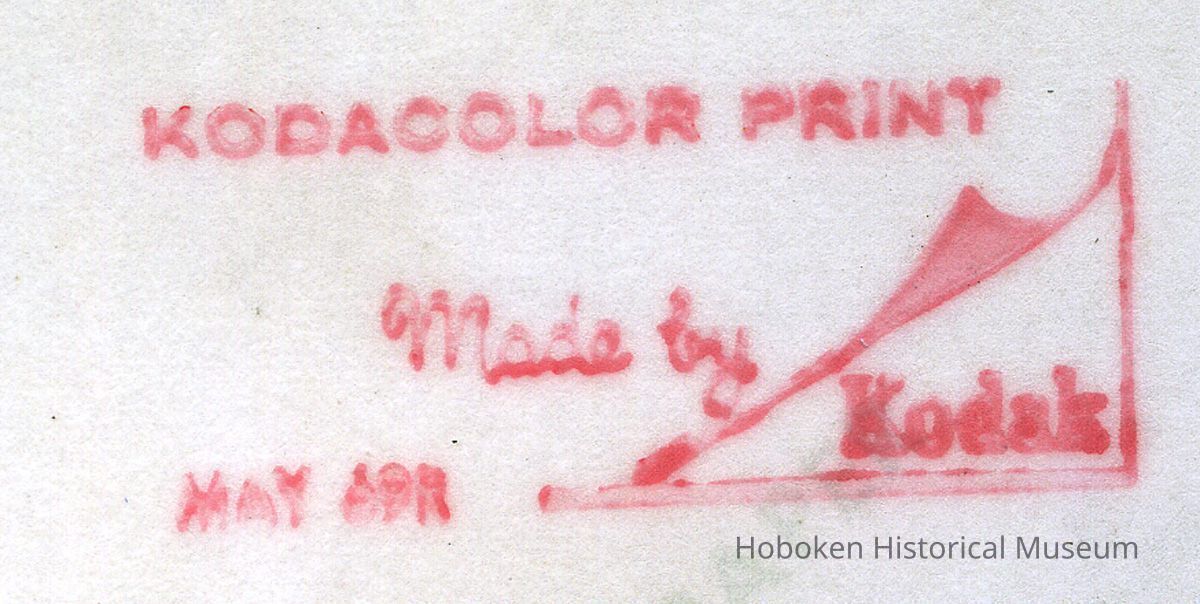 KODACOLOR PRINT
Made by
Kodak
MAY
Hoboken Historical Museum